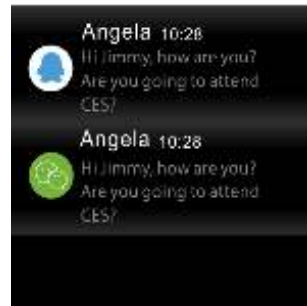 Angela 10:28
Hi Jimmy, how are you?
Are you going to attend
CES?
Angela 10:28
Hi Jimmy, how are you?
Are you going to attend
CES?